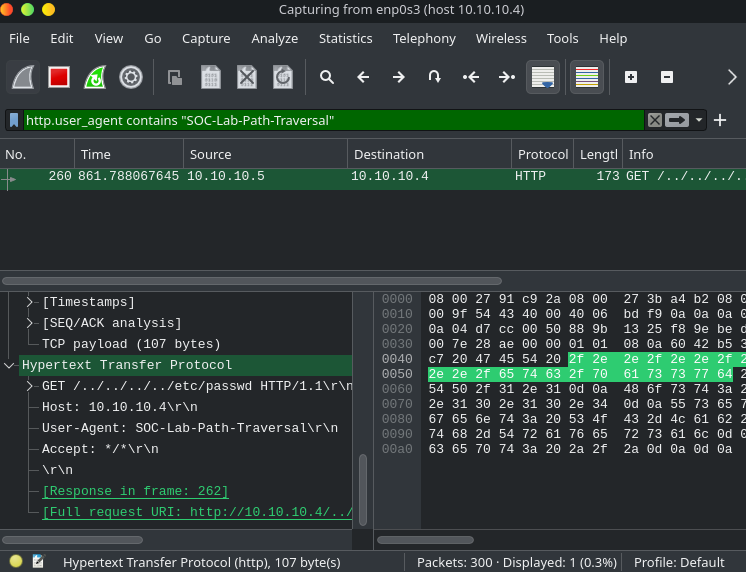 Capturing from enp0s3 (host 10.10.10.4)
File Edit View Go Capture Analyze Statistics Telephony Wireless Tools Help
http.user_agent contains "SOC-Lab-Path-Traversal"
No. Time Source Destination Protocol Lengtl Info
260 861.788067645 10.10.10.5 10.10.10.4 HTTP 173 GET /../../../.
[Timestamps]
[SEQ/ACK analysis]
TCP payload (107 bytes)
Hypertext Transfer Protocol
GET /../../../../etc/passwd HTTP/1.1\r\n
Host: 10.10.10.4\r\n
User-Agent: SOC-Lab-Path-Traversal\r\n
Accept: */*\r\n
\r\n
[Response in frame: 262]
[Full request URI: http://10.10.10.4/../
0000 08 00 27 91 c9 2a 08 00 27 3b a4 b2 08 0
0010 00 9f 54 43 40 00 40 06 bd f9 0a 0a 0a 0
0020 0a 04 d7 cc 00 50 88 9b 13 25 f8 9e be d
0030 00 7e 28 ae 00 00 01 01 08 0a 60 42 b5 3
0040 c7 20 47 45 54 20 2f 2e 2e 2f 2e 2e 2f 2
0050 2e 2e 2f 65 74 63 2f 70 61 73 73 77 64 2
0060 54 50 2f 31 2e 31 0d 0a 48 6f 73 74 3a 2
0070 2e 31 30 2e 31 30 2e 34 0d 0a 55 73 65 7
0080 67 65 6e 74 3a 20 53 4f 43 2d 4c 61 62 2
0090 74 68 2d 54 72 61 76 65 72 73 61 6c 0d 0
00a0 63 65 70 74 3a 20 2a 2f 2a 0d 0a 0d 0a
Hypertext Transfer Protocol (http), 107 byte(s)
Packets: 300 · Displayed: 1 (0.3%)
Profile: Default